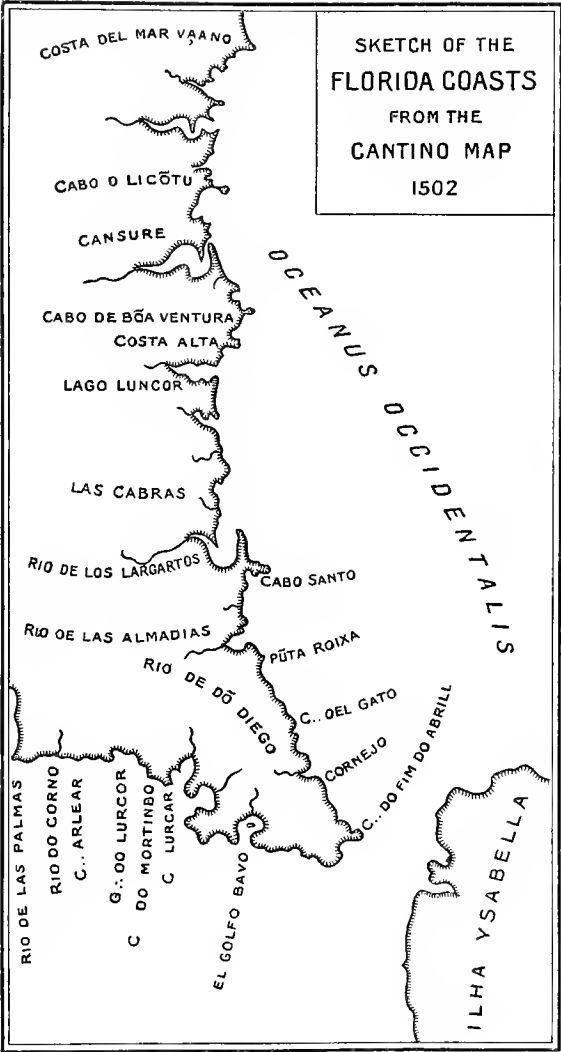 SKETCH OF THE
FLORIDA COASTS
FROM THE
CANTINO MAP
1502
COSTA DEL MAR VA̦ANO
CABO O LICÕTU
CANSURE
CABO DE BÕA VENTURA
COSTA ALTA
LAGO LUNCOR
LAS CABRAS
RIO DE LOS LARGARTOS
CABO SANTO
RIO OE LAS ALMADIAS
PŨTA ROIXA
RIO DE DÕ DIEGO
C.. OEL GATO
CORNEJO
C.. DO FIM DO ABRILL
OCEANUS OCCIDENTALIS
RIO DE LAS PALMAS
RIO DO CORNO
C.. ARLEAR
G.: DO LURCOR
C DO MORTINBO
C LURCAR
EL GOLFO BAVO
ILHA YSABELLA